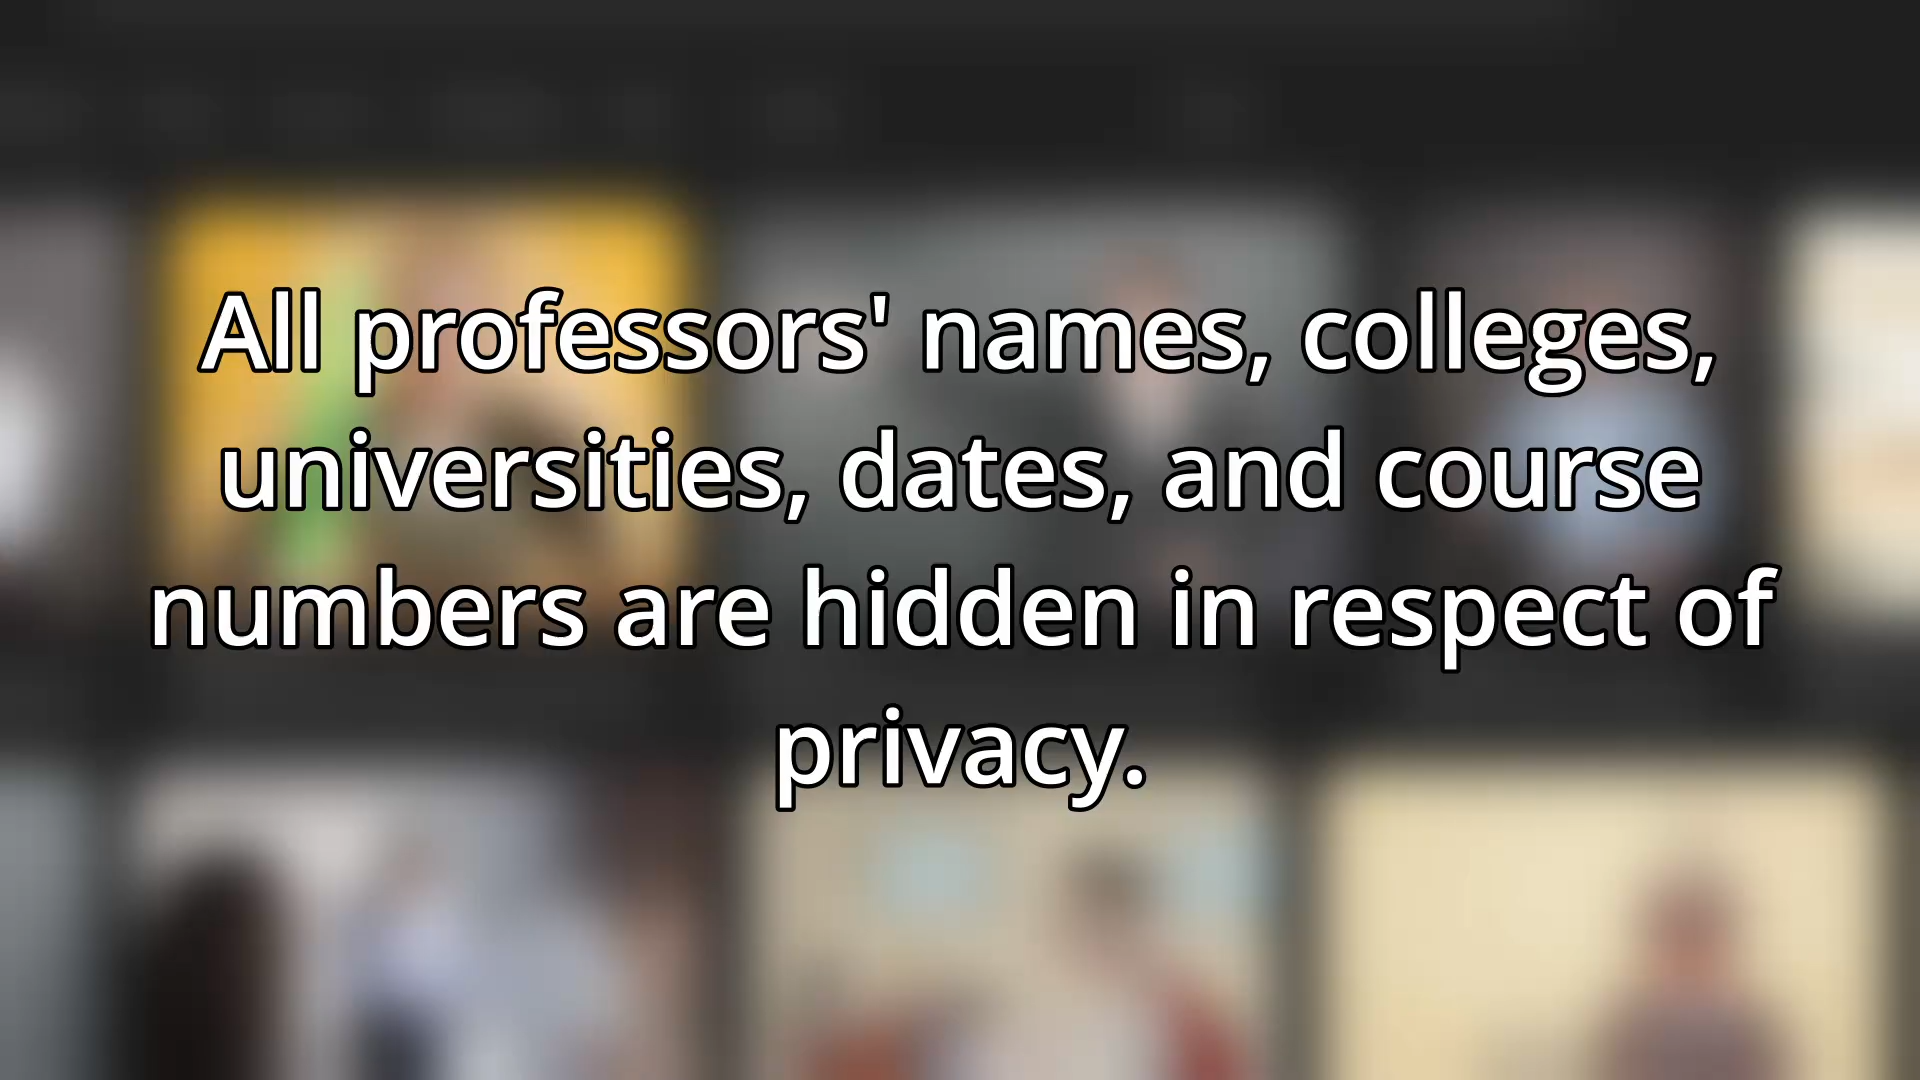 All professors' names, colleges,
universities, dates, and course
numbers are hidden in respect of
privacy.